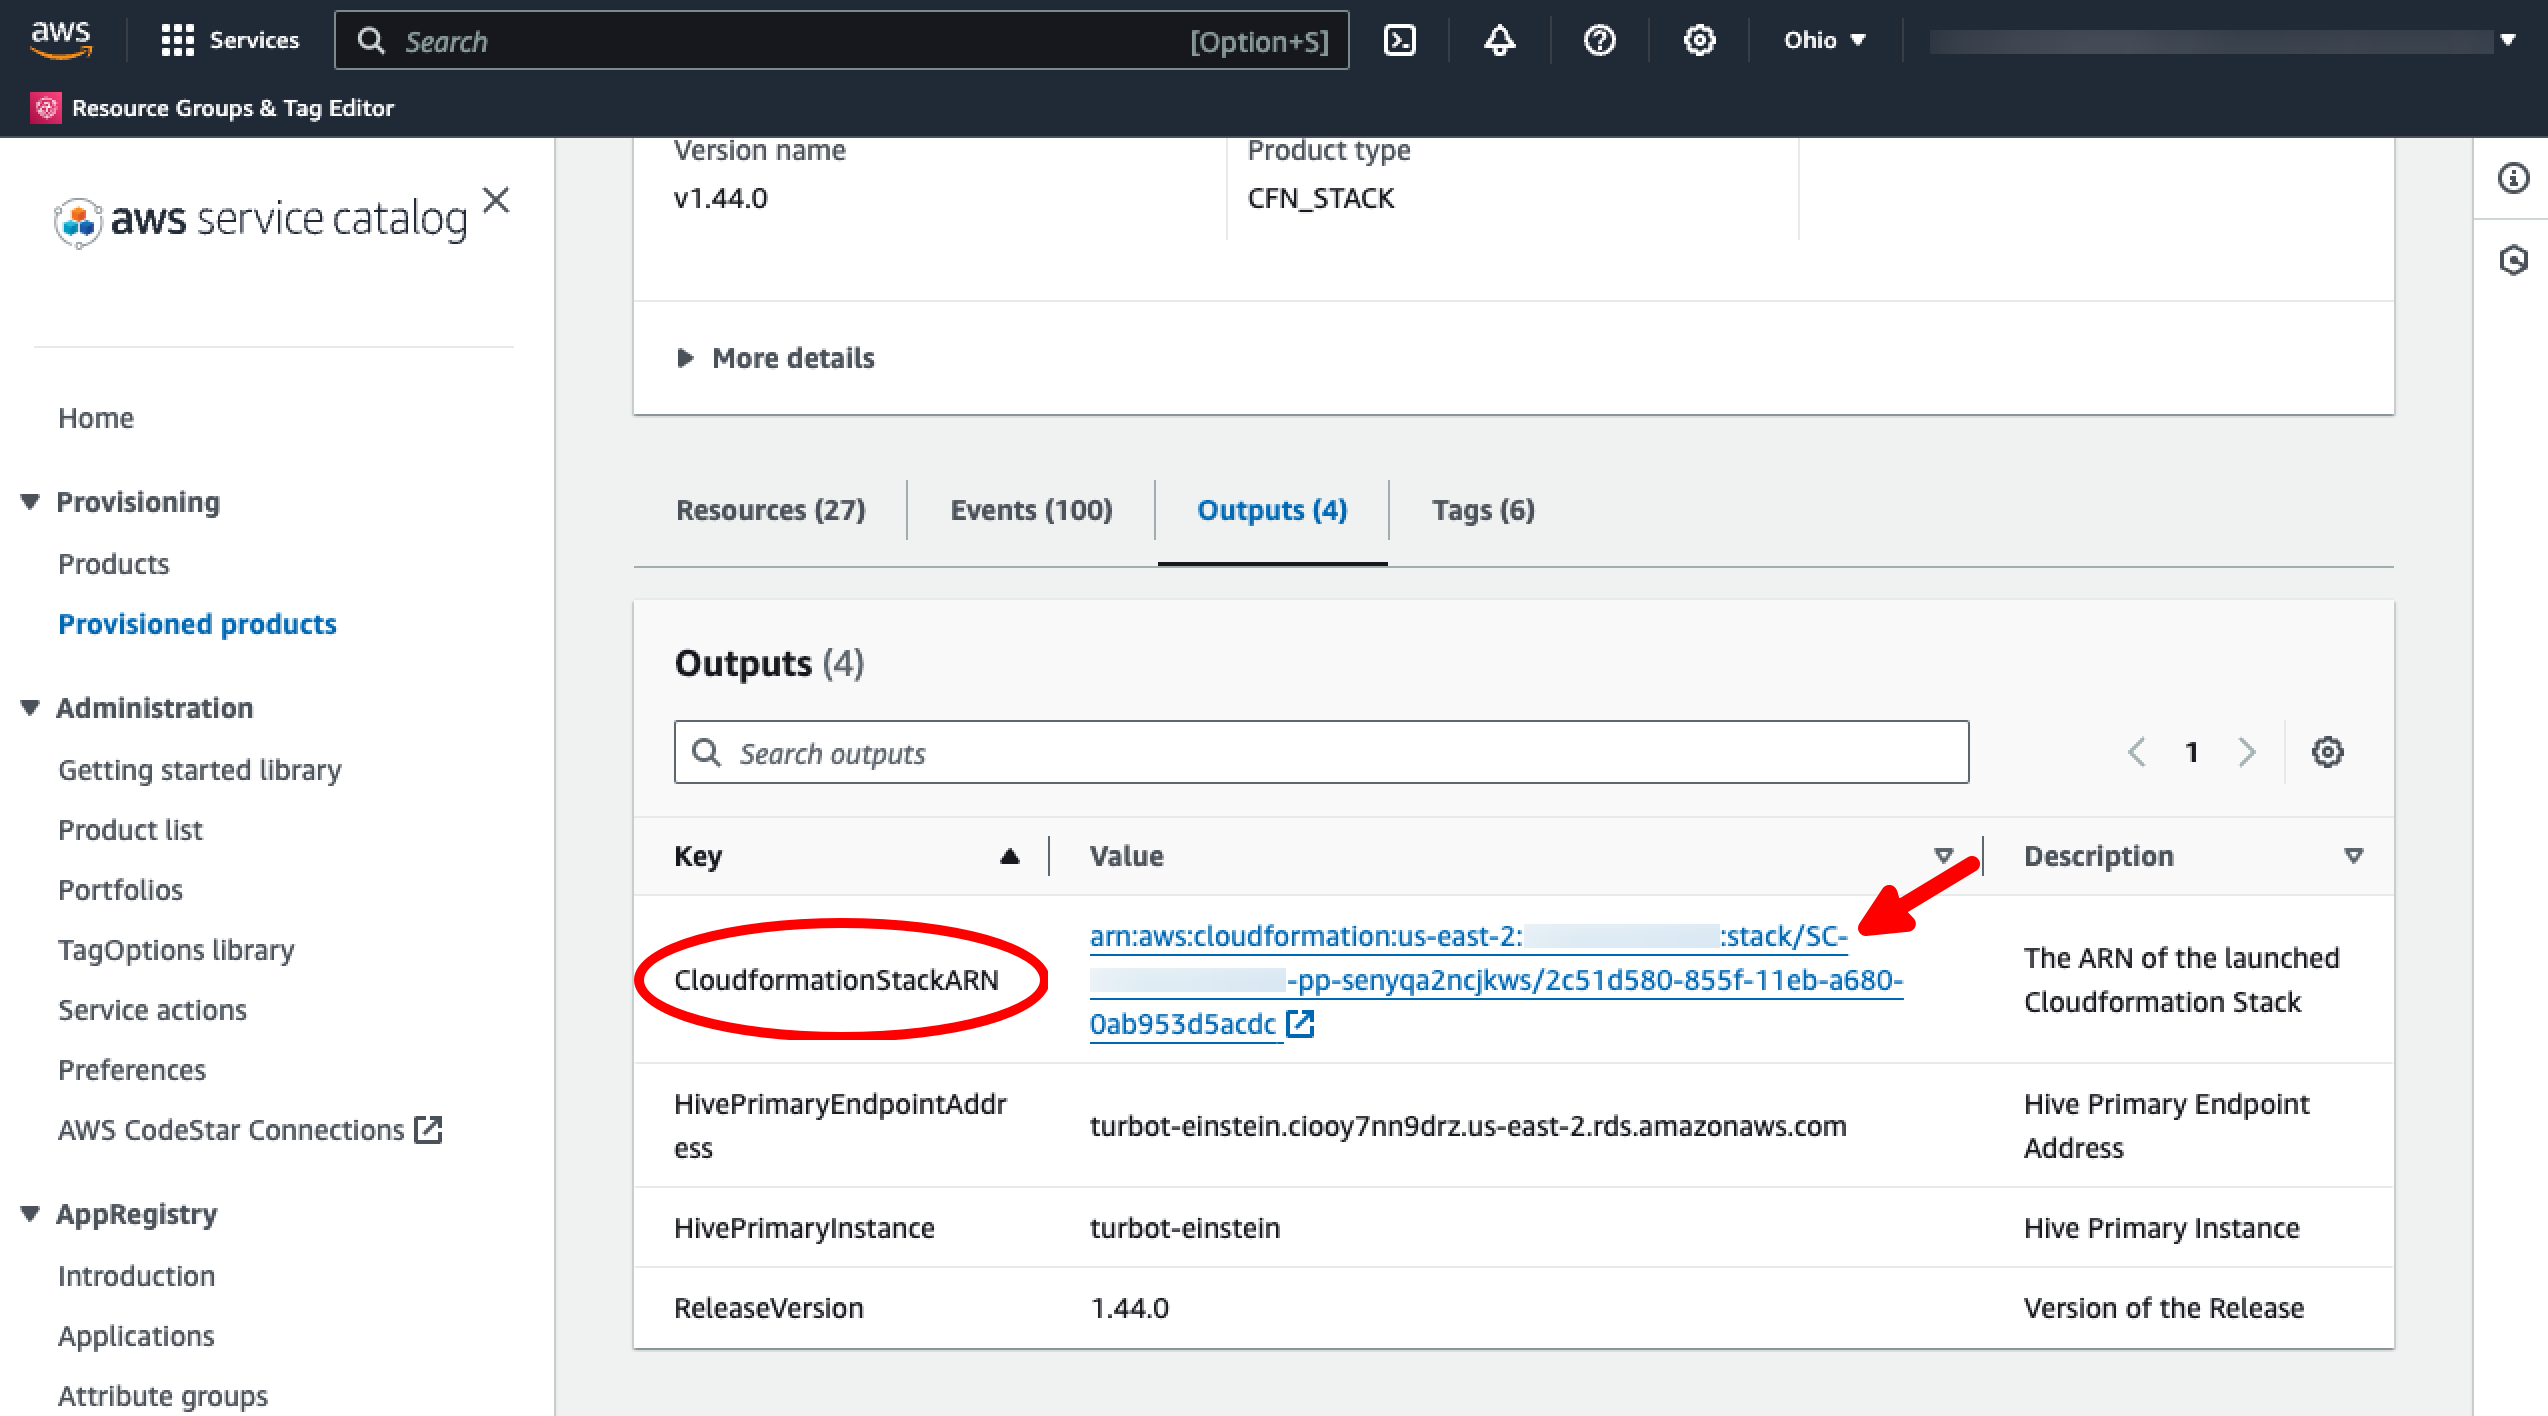 aws
Services
Search
[Option+S]
Ohio
Resource Groups & Tag Editor
aws service catalog
Home
Provisioning
Products
Provisioned products
Administration
Getting started library
Product list
Portfolios
TagOptions library
Service actions
Preferences
AWS CodeStar Connections
AppRegistry
Introduction
Applications
Attribute groups
Version name
v1.44.0
Product type
CFN_STACK
More details
Resources (27)
Events (100)
Outputs (4)
Tags (6)
Outputs (4)
Search outputs
1
Key
Value
Description
CloudformationStackARN
arn:aws:cloudformation:us-east-2: :stack/SC-
-pp-senyqa2ncjkws/2c51d580-855f-11eb-a680-
0ab953d5acdc
The ARN of the launched
Cloudformation Stack
HivePrimaryEndpointAddr
ess
turbot-einstein.ciooy7nn9drz.us-east-2.rds.amazonaws.com
Hive Primary Endpoint
Address
HivePrimaryInstance
turbot-einstein
Hive Primary Instance
ReleaseVersion
1.44.0
Version of the Release